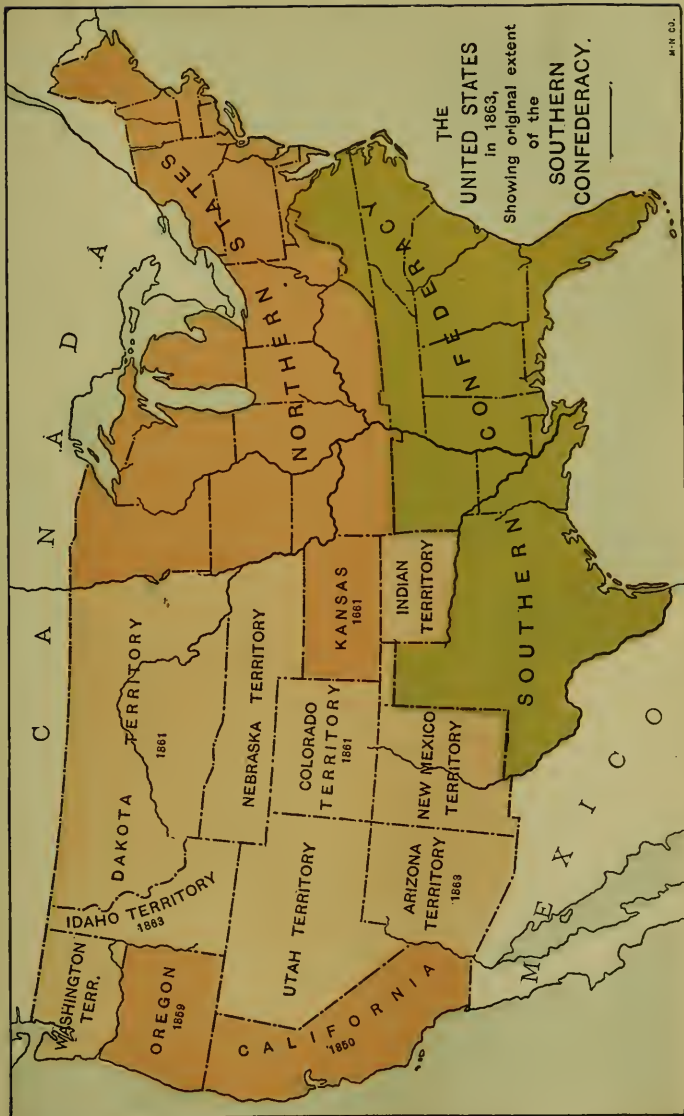 THE
UNITED STATES
in 1863,
Showing original extent
of the
SOUTHERN
CONFEDERACY.
CANADA
WASHINGTON
TERR.
OREGON
1859
IDAHO TERRITORY
1863
DAKOTA TERRITORY
1861
NEBRASKA TERRITORY
CALIFORNIA
1850
UTAH TERRITORY
COLORADO
TERRITORY
1861
KANSAS
1661
ARIZONA
TERRITORY
1863
NEW MEXICO
TERRITORY
INDIAN
TERRITORY
NORTHERN STATES
SOUTHERN CONFEDERACY
MEXICO
M-N CO.